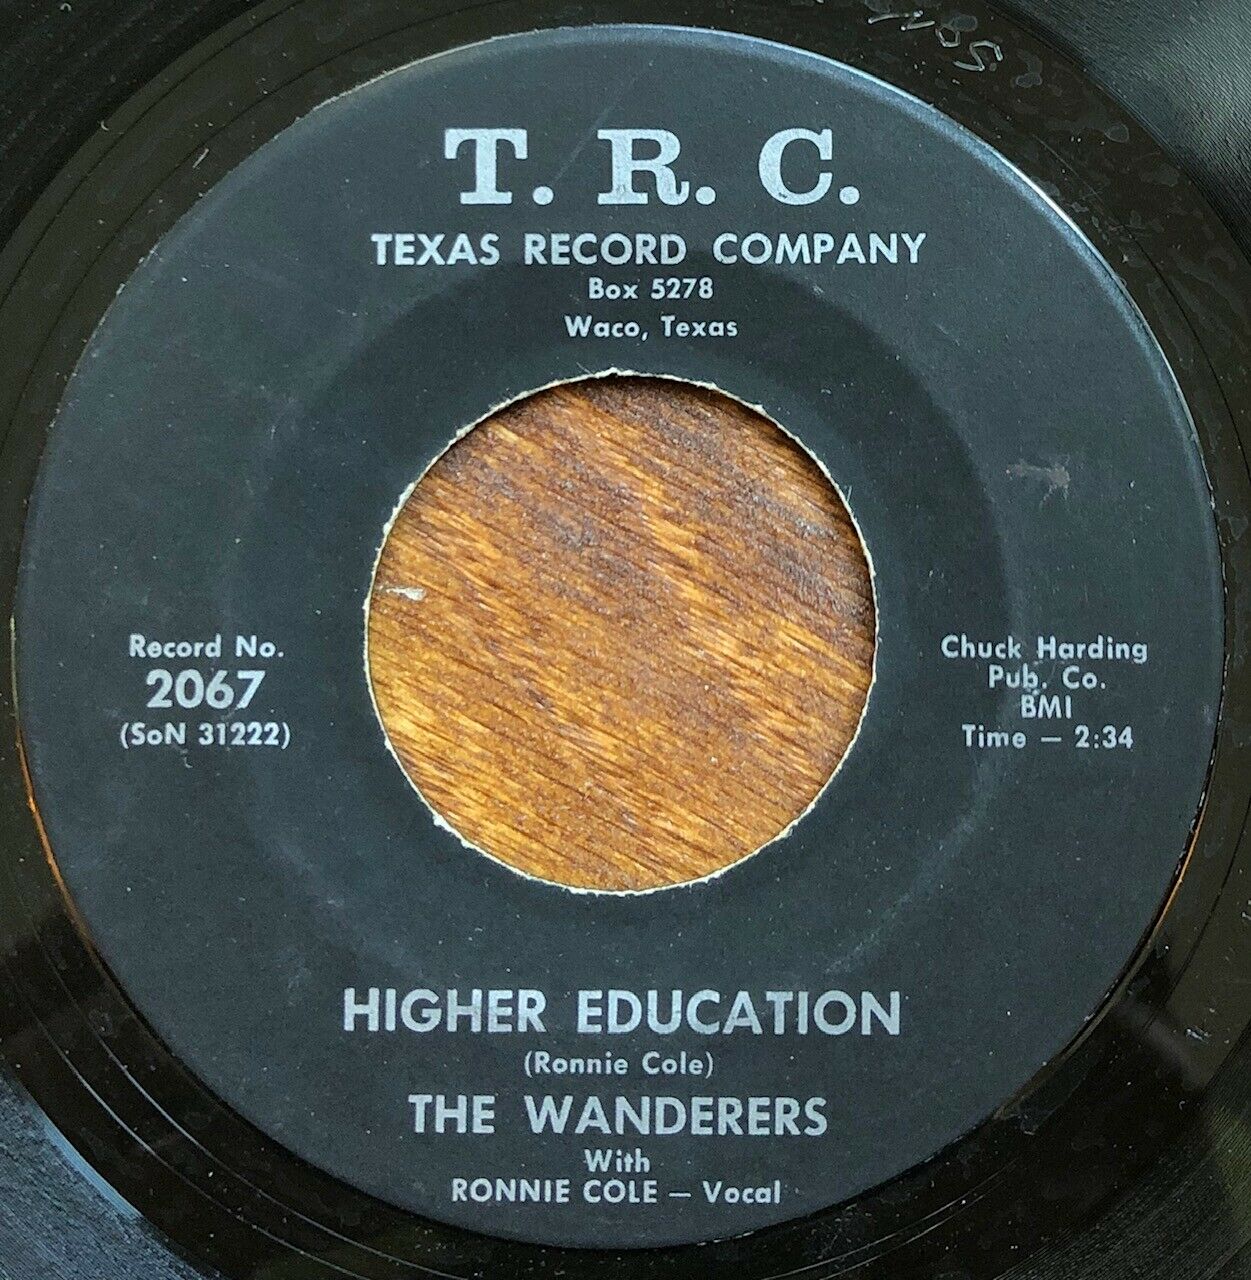 T. R. C.
TEXAS RECORD COMPANY
Box 5278
Waco, Texas
Record No.
2067
(SoN 31222)
Chuck Harding
Pub. Co.
BMI
Time — 2:34
HIGHER EDUCATION
(Ronnie Cole)
THE WANDERERS
With
RONNIE COLE — Vocal